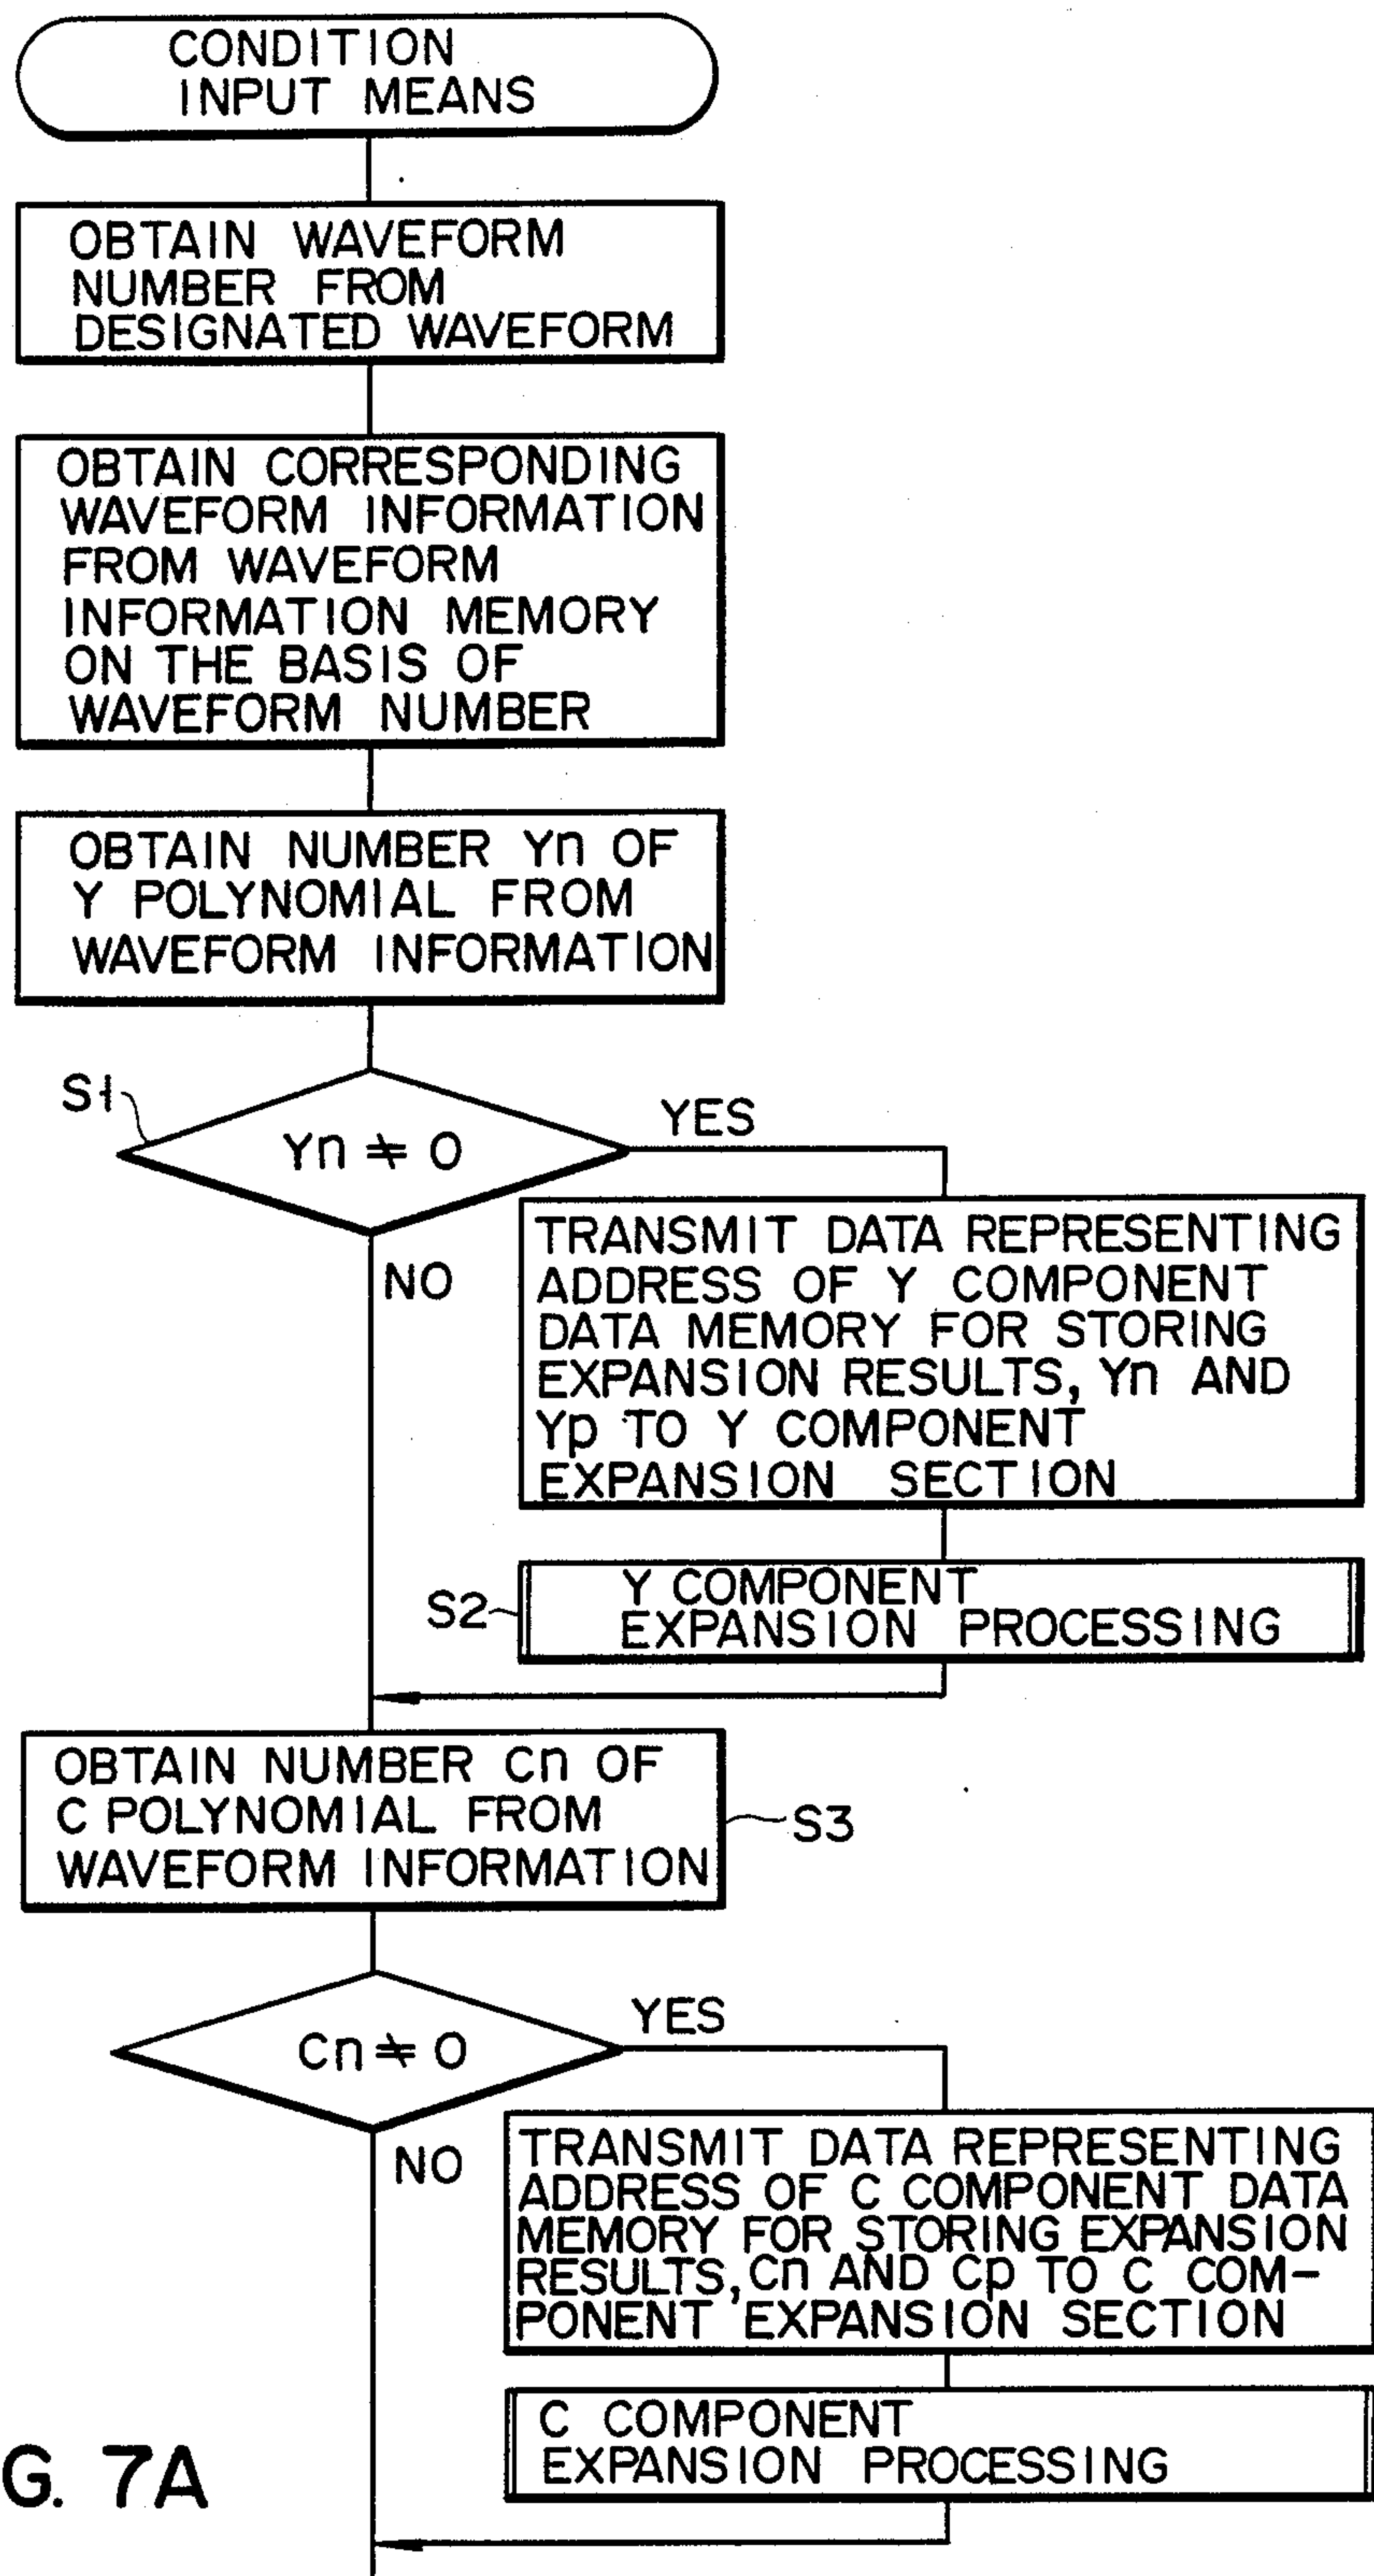 CONDITION
INPUT MEANS
OBTAIN WAVEFORM
NUMBER FROM
DESIGNATED WAVEFORM
OBTAIN CORRESPONDING
WAVEFORM INFORMATION
FROM WAVEFORM
INFORMATION MEMORY
ON THE BASIS OF
WAVEFORM NUMBER
OBTAIN NUMBER Yn OF
Y POLYNOMIAL FROM
WAVEFORM INFORMATION
S1
Yn ≠ 0
YES
NO
TRANSMIT DATA REPRESENTING
ADDRESS OF Y COMPONENT
DATA MEMORY FOR STORING
EXPANSION RESULTS, Yn AND
Yp TO Y COMPONENT
EXPANSION SECTION
S2
Y COMPONENT
EXPANSION PROCESSING
OBTAIN NUMBER Cn OF
C POLYNOMIAL FROM
WAVEFORM INFORMATION
S3
Cn ≠ 0
YES
NO
TRANSMIT DATA REPRESENTING
ADDRESS OF C COMPONENT DATA
MEMORY FOR STORING EXPANSION
RESULTS, Cn AND Cp TO C COM-
PONENT EXPANSION SECTION
C COMPONENT
EXPANSION PROCESSING
G. 7A